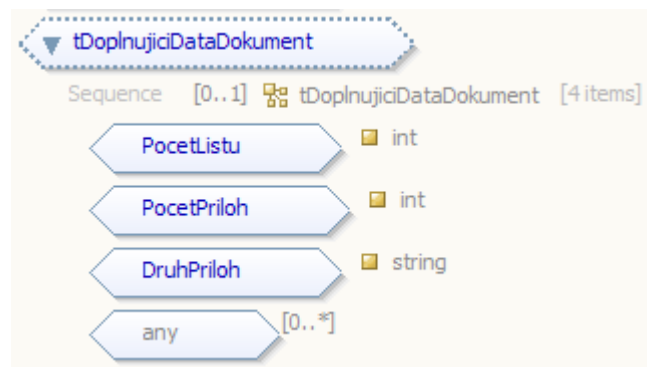 tDoplnujiciDataDokument
Sequence [0..1] tDoplnujiciDataDokument [4 items]
PocetListu int
PocetPriloh int
DruhPriloh string
any [0..*]